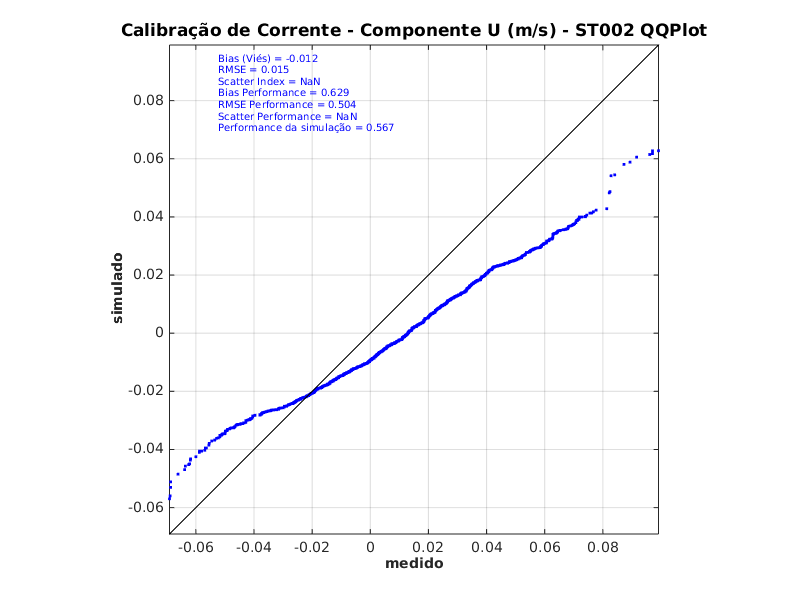 Calibração de Corrente - Componente U (m/s) - ST002 QQPlot
Bias (Viés) = -0.012
RMSE = 0.015
Scatter Index = NaN
Bias Performance = 0.629
RMSE Performance = 0.504
Scatter Performance = NaN
Performance da simulação = 0.567
simulado
0.08
0.06
0.04
0.02
0
-0.02
-0.04
-0.06
-0.06 -0.04 -0.02 0 0.02 0.04 0.06 0.08
medido